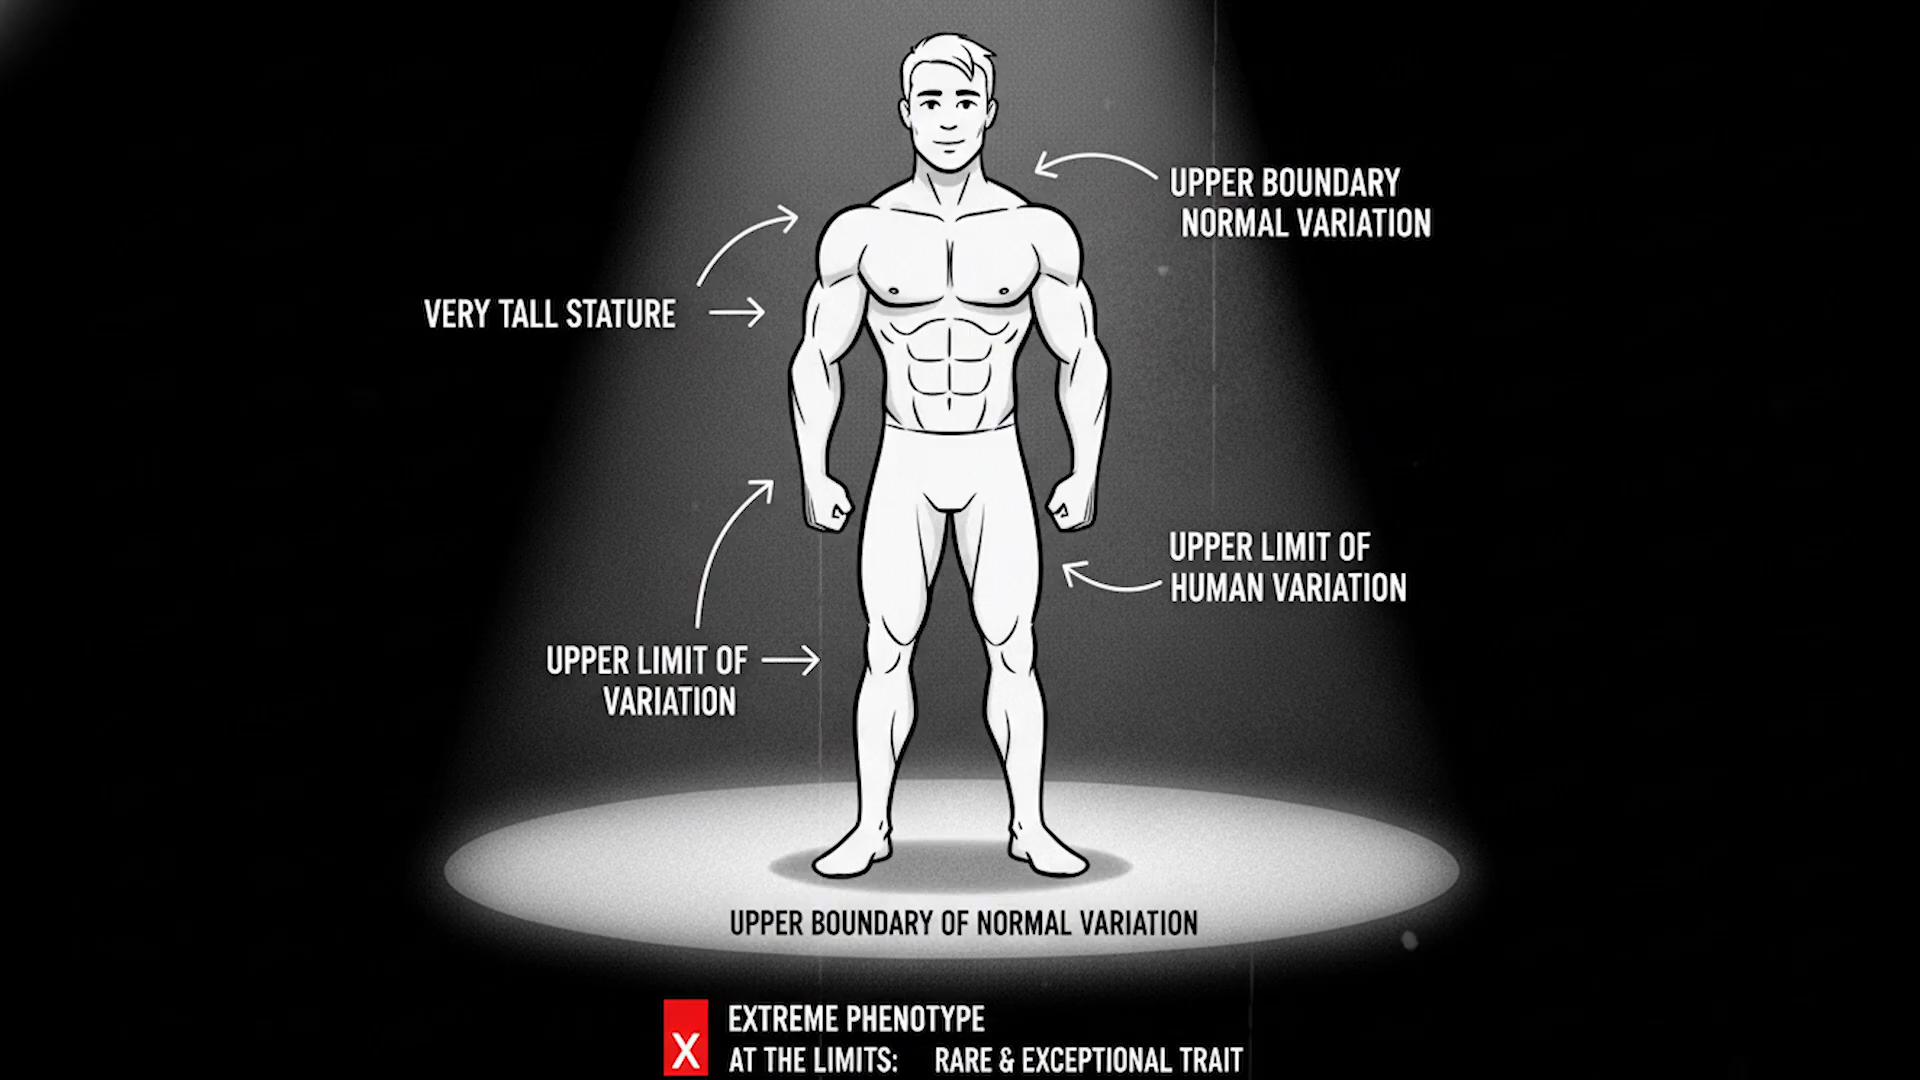 UPPER BOUNDARY
NORMAL VARIATION
VERY TALL STATURE
UPPER LIMIT OF
HUMAN VARIATION
UPPER LIMIT OF
VARIATION
UPPER BOUNDARY OF NORMAL VARIATION
X
EXTREME PHENOTYPE
AT THE LIMITS: RARE & EXCEPTIONAL TRAIT